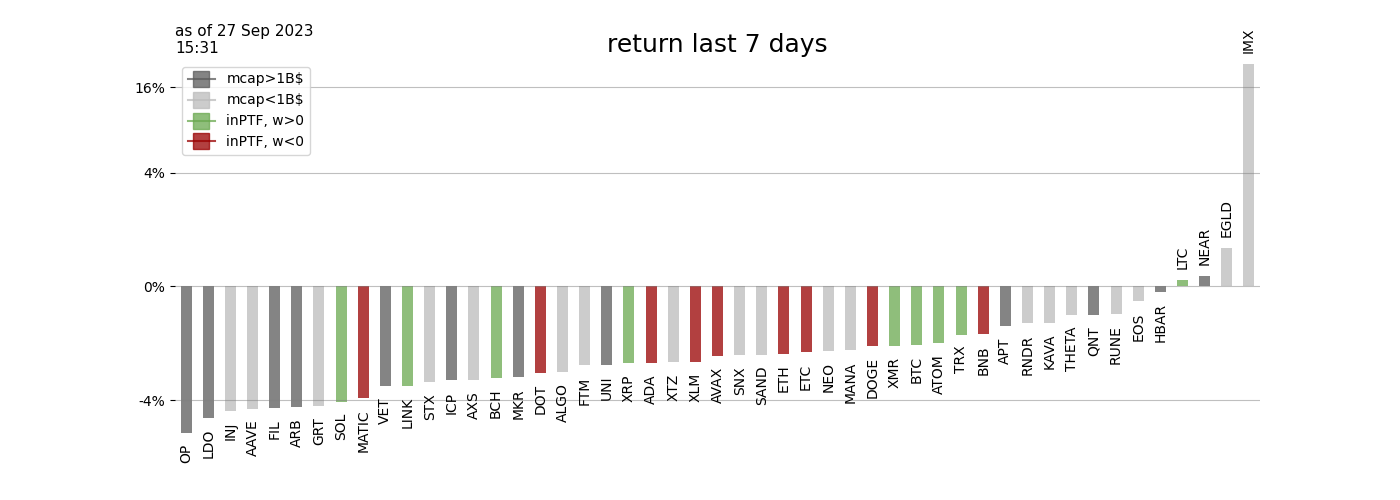 as of 27 Sep 2023
15:31
return last 7 days
mcap>1B$
mcap<1B$
inPTF, w>0
inPTF, w<0
16%
4%
0%
-4%
OP
LDO
INJ
AAVE
FIL
ARB
GRT
SOL
MATIC
VET
LINK
STX
ICP
AXS
BCH
MKR
DOT
ALGO
FTM
UNI
XRP
ADA
XTZ
XLM
AVAX
SNX
SAND
ETH
ETC
NEO
MANA
DOGE
XMR
BTC
ATOM
TRX
BNB
APT
RNDR
KAVA
THETA
QNT
RUNE
EOS
HBAR
LTC
NEAR
EGLD
IMX